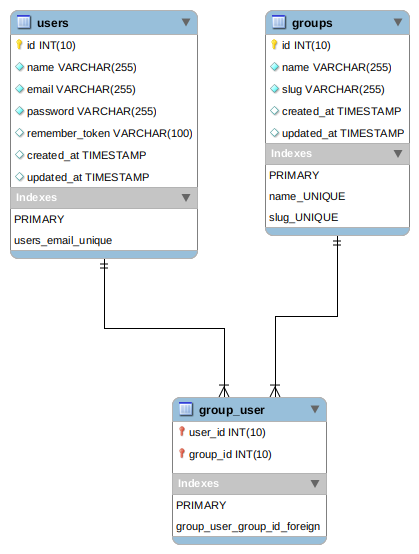 users
id INT(10)
name VARCHAR(255)
email VARCHAR(255)
password VARCHAR(255)
remember_token VARCHAR(100)
created_at TIMESTAMP
updated_at TIMESTAMP
Indexes
PRIMARY
users_email_unique
groups
id INT(10)
name VARCHAR(255)
slug VARCHAR(255)
created_at TIMESTAMP
updated_at TIMESTAMP
Indexes
PRIMARY
name_UNIQUE
slug_UNIQUE
group_user
user_id INT(10)
group_id INT(10)
Indexes
PRIMARY
group_user_group_id_foreign